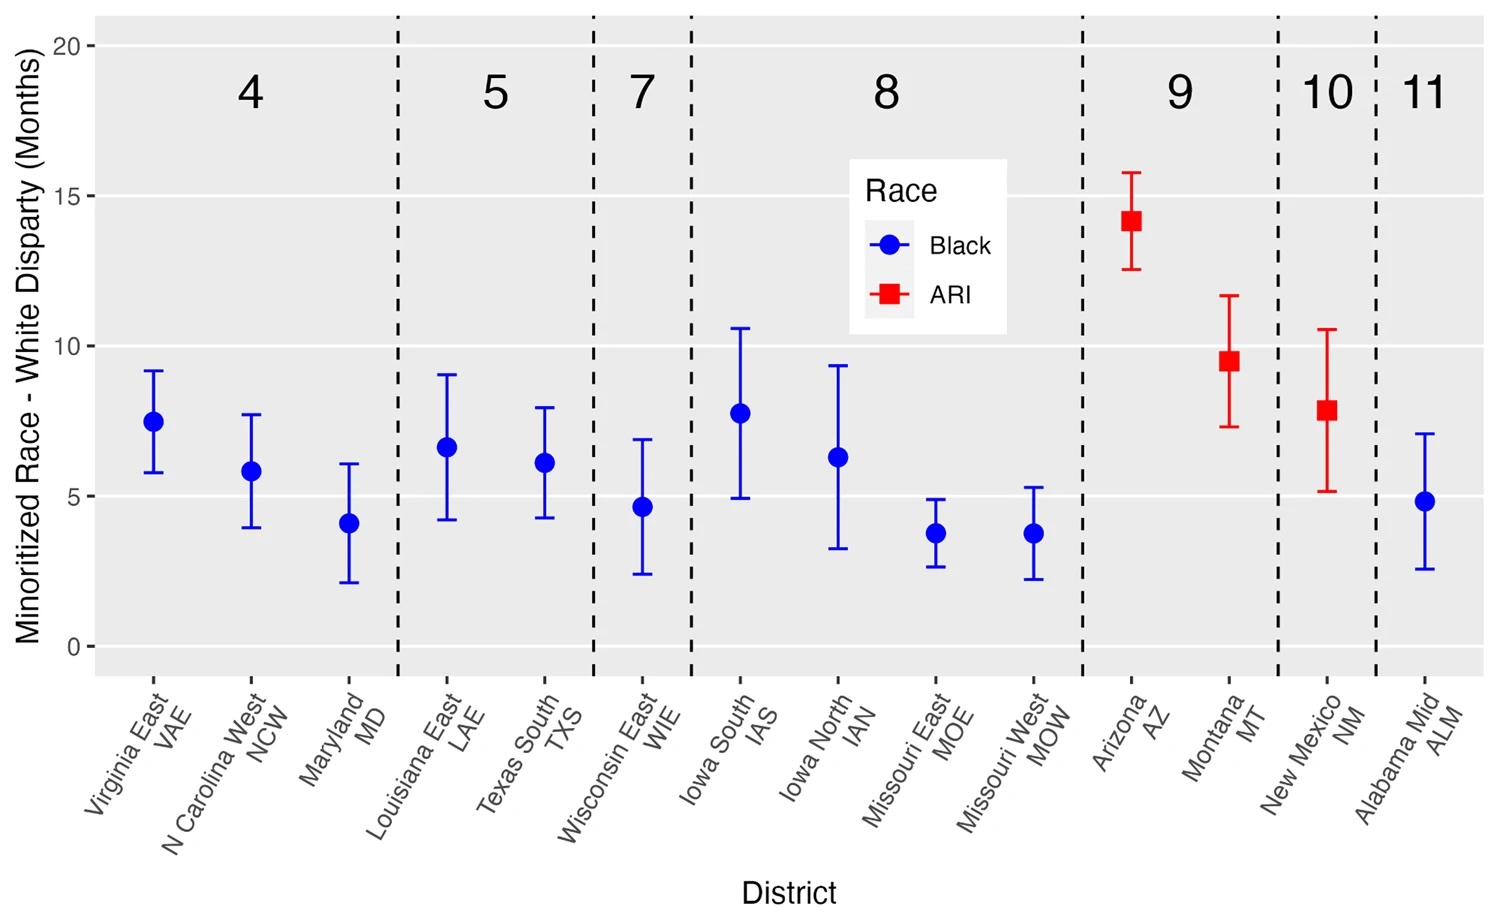 Minoritized Race - White Disparty (Months)
20
15
10
5
0
4
5
7
8
9
10
11
Race
Black
ARI
Virginia East
VAE
N Carolina West
NCW
Maryland
MD
Louisiana East
LAE
Texas South
TXS
Wisconsin East
WIE
Iowa South
IAS
Iowa North
IAN
Missouri East
MOE
Missouri West
MOW
Arizona
AZ
Montana
MT
New Mexico
NM
Alabama Mid
ALM
District